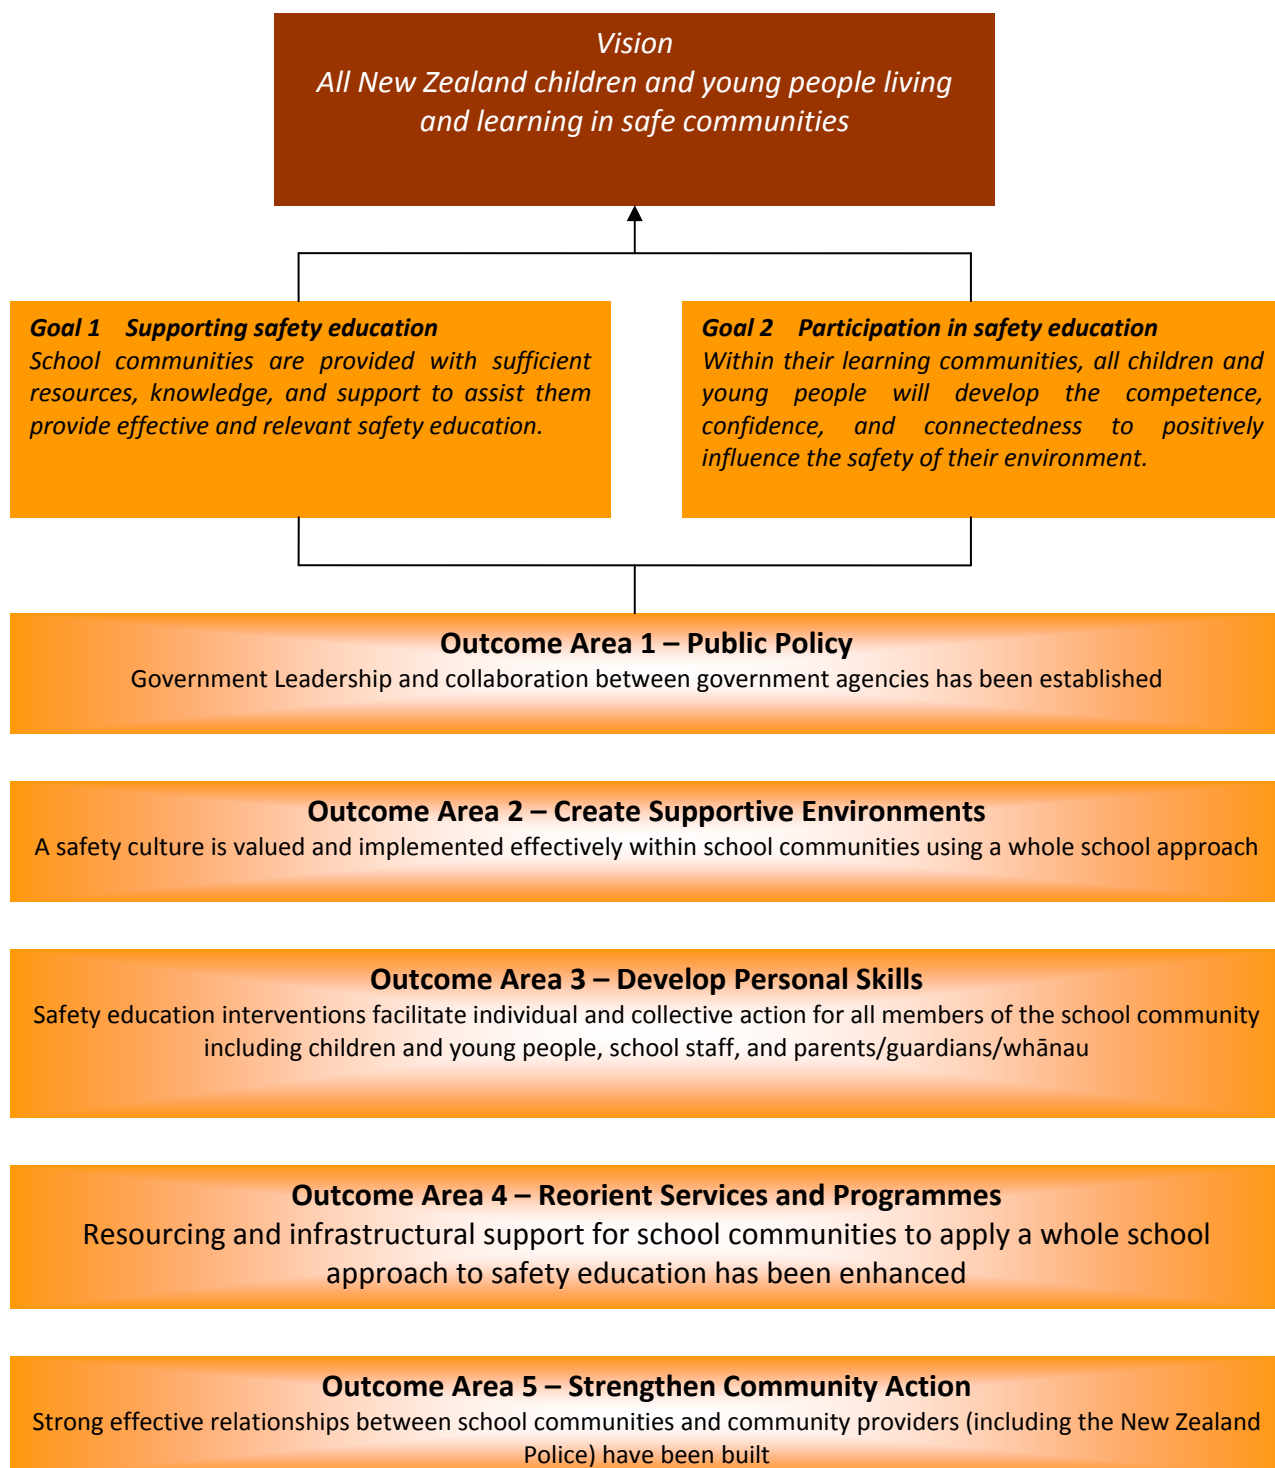 Vision
All New Zealand children and young people living
and learning in safe communities
Goal 1 Supporting safety education
School communities are provided with sufficient
resources, knowledge, and support to assist them
provide effective and relevant safety education.
Goal 2 Participation in safety education
Within their learning communities, all children and
young people will develop the competence,
confidence, and connectedness to positively
influence the safety of their environment.
Outcome Area 1 – Public Policy
Government Leadership and collaboration between government agencies has been established
Outcome Area 2 – Create Supportive Environments
A safety culture is valued and implemented effectively within school communities using a whole school approach
Outcome Area 3 – Develop Personal Skills
Safety education interventions facilitate individual and collective action for all members of the school community
including children and young people, school staff, and parents/guardians/whānau
Outcome Area 4 – Reorient Services and Programmes
Resourcing and infrastructural support for school communities to apply a whole school
approach to safety education has been enhanced
Outcome Area 5 – Strengthen Community Action
Strong effective relationships between school communities and community providers (including the New Zealand
Police) have been built